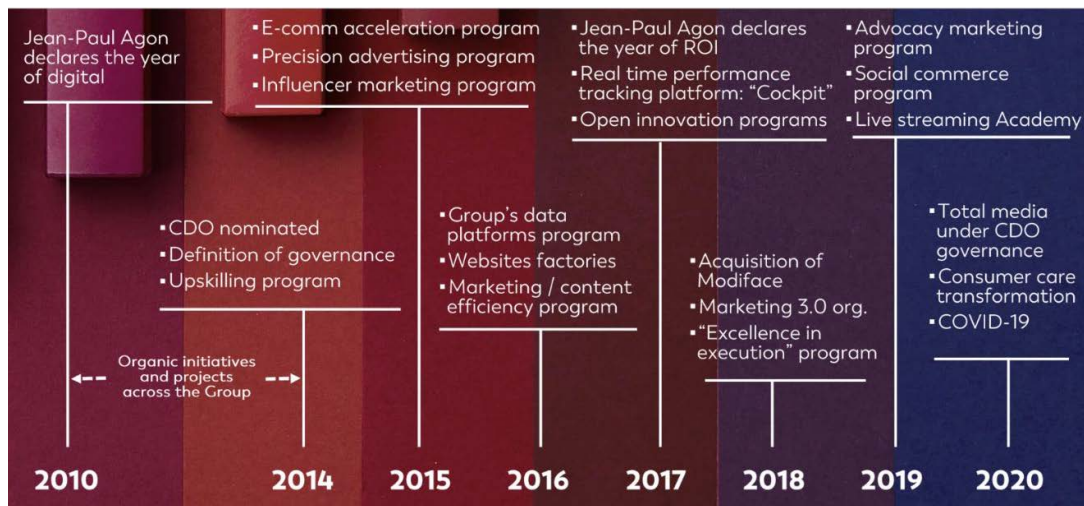 Jean-Paul Agon
declares the year
of digital
▪E-comm acceleration program
▪Precision advertising program
▪Influencer marketing program
▪Jean-Paul Agon declares
the year of ROI
▪Real time performance
tracking platform: “Cockpit”
▪Open innovation programs
▪Advocacy marketing
program
▪Social commerce
program
▪Live streaming Academy
▪CDO nominated
▪Definition of governance
▪Upskilling program
▪Group’s data
platforms program
▪Websites factories
▪Marketing / content
efficiency program
▪Acquisition of
Modiface
▪Marketing 3.0 org.
▪“Excellence in
execution” program
▪Total media
under CDO
governance
▪Consumer care
transformation
▪COVID-19
Organic initiatives
and projects
across the Group
2010
2014
2015
2016
2017
2018
2019
2020